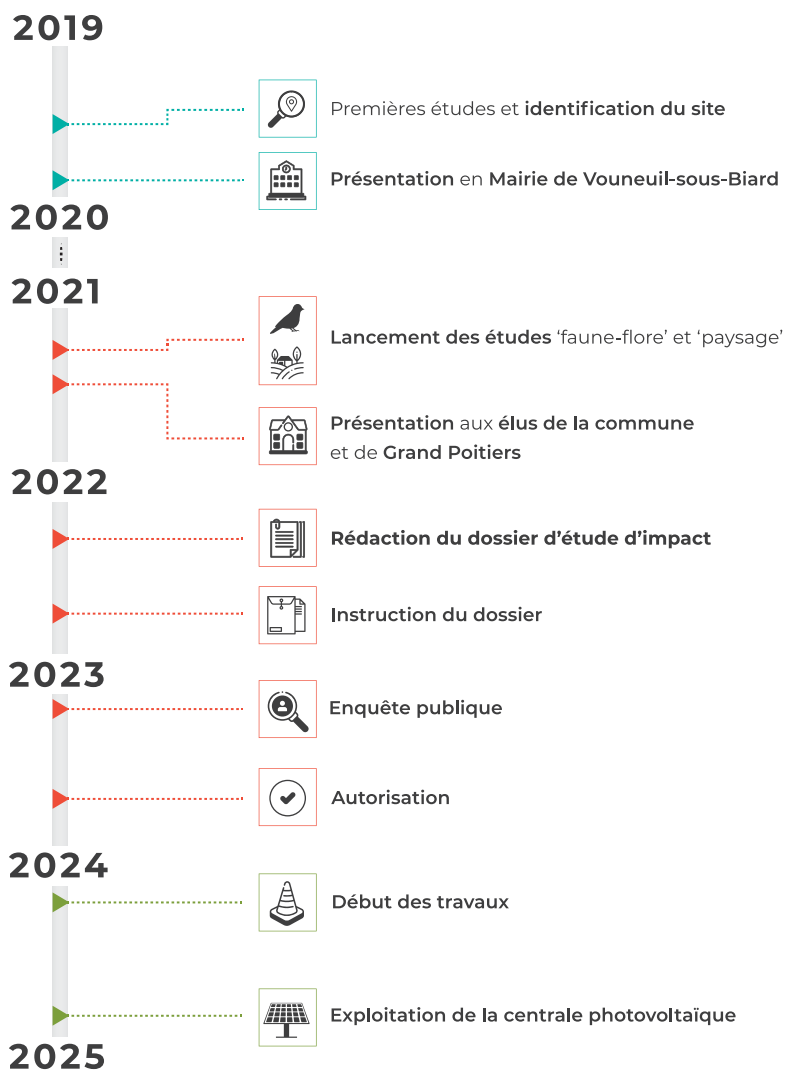 2019
Premières études et identification du site
Présentation en Mairie de Vouneuil-sous-Biard
2020
2021
Lancement des études ‘faune-flore’ et ‘paysage’
Présentation aux élus de la commune
et de Grand Poitiers
2022
Rédaction du dossier d’étude d’impact
Instruction du dossier
2023
Enquête publique
Autorisation
2024
Début des travaux
Exploitation de la centrale photovoltaïque
2025